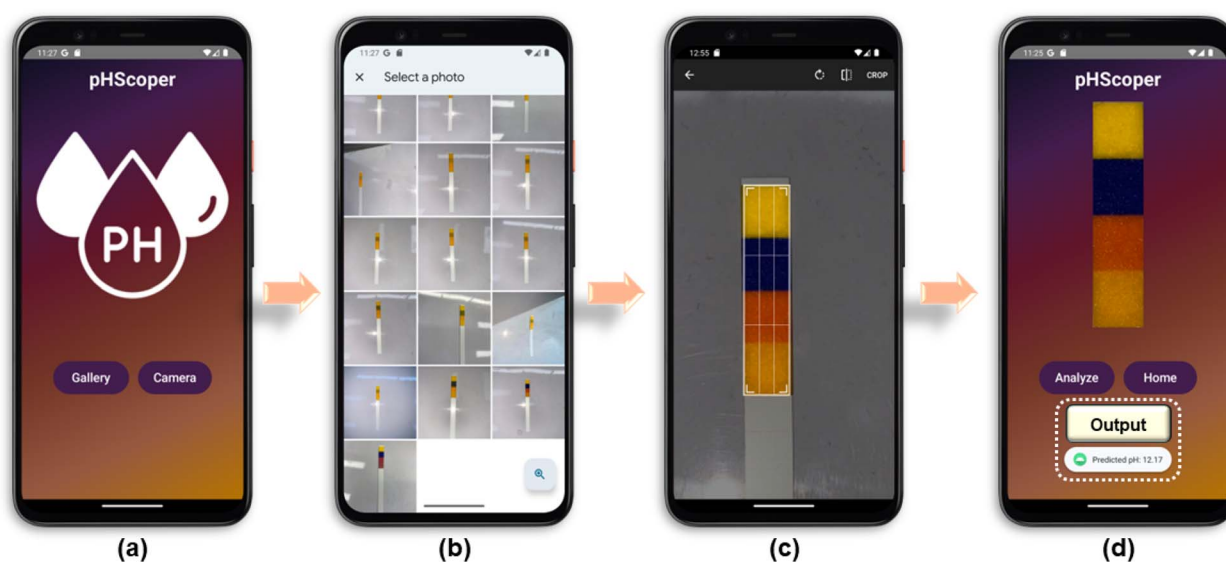 11:27 G
pHScoper
PH
Gallery
Camera
(a)
11:27 G
× Select a photo
(b)
12:55
CROP
(c)
11:25 G
pHScoper
Analyze
Home
Output
Predicted pH: 12.17
(d)